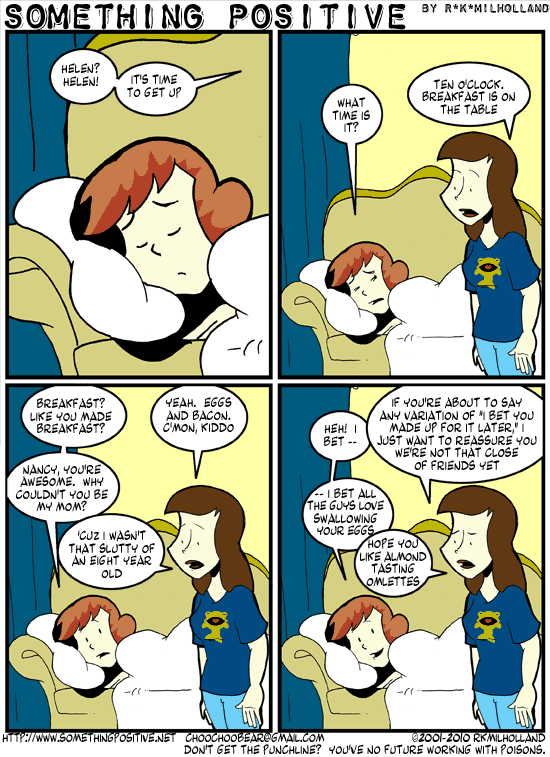 SOMETHING POSITIVE BY R*K*MILHOLLAND
HELEN?
HELEN!
IT'S TIME
TO GET UP
WHAT
TIME IS
IT?
TEN O'CLOCK.
BREAKFAST IS ON
THE TABLE
BREAKFAST?
LIKE YOU MADE
BREAKFAST?
YEAH. EGGS
AND BACON.
C'MON, KIDDO
NANCY, YOU'RE
AWESOME. WHY
COULDN'T YOU BE
MY MOM?
'CUZ I WASN'T
THAT SLUTTY OF
AN EIGHT YEAR
OLD
HEH! I
BET --
IF YOU'RE ABOUT TO SAY
ANY VARIATION OF "I BET YOU
MADE UP FOR IT LATER," I
JUST WANT TO REASSURE YOU
WE'RE NOT THAT CLOSE
OF FRIENDS YET
-- I BET ALL
THE GUYS LOVE
SWALLOWING
YOUR EGGS
HOPE YOU
LIKE ALMOND
TASTING
OMLETTES
HTTP://WWW.SOMETHINGPOSITIVE.NET CHOOCHOOBEAR@GMAIL.COM ©2001-2010 RKMILHOLLAND
DON'T GET THE PUNCHLINE? YOU'VE NO FUTURE WORKING WITH POISONS.